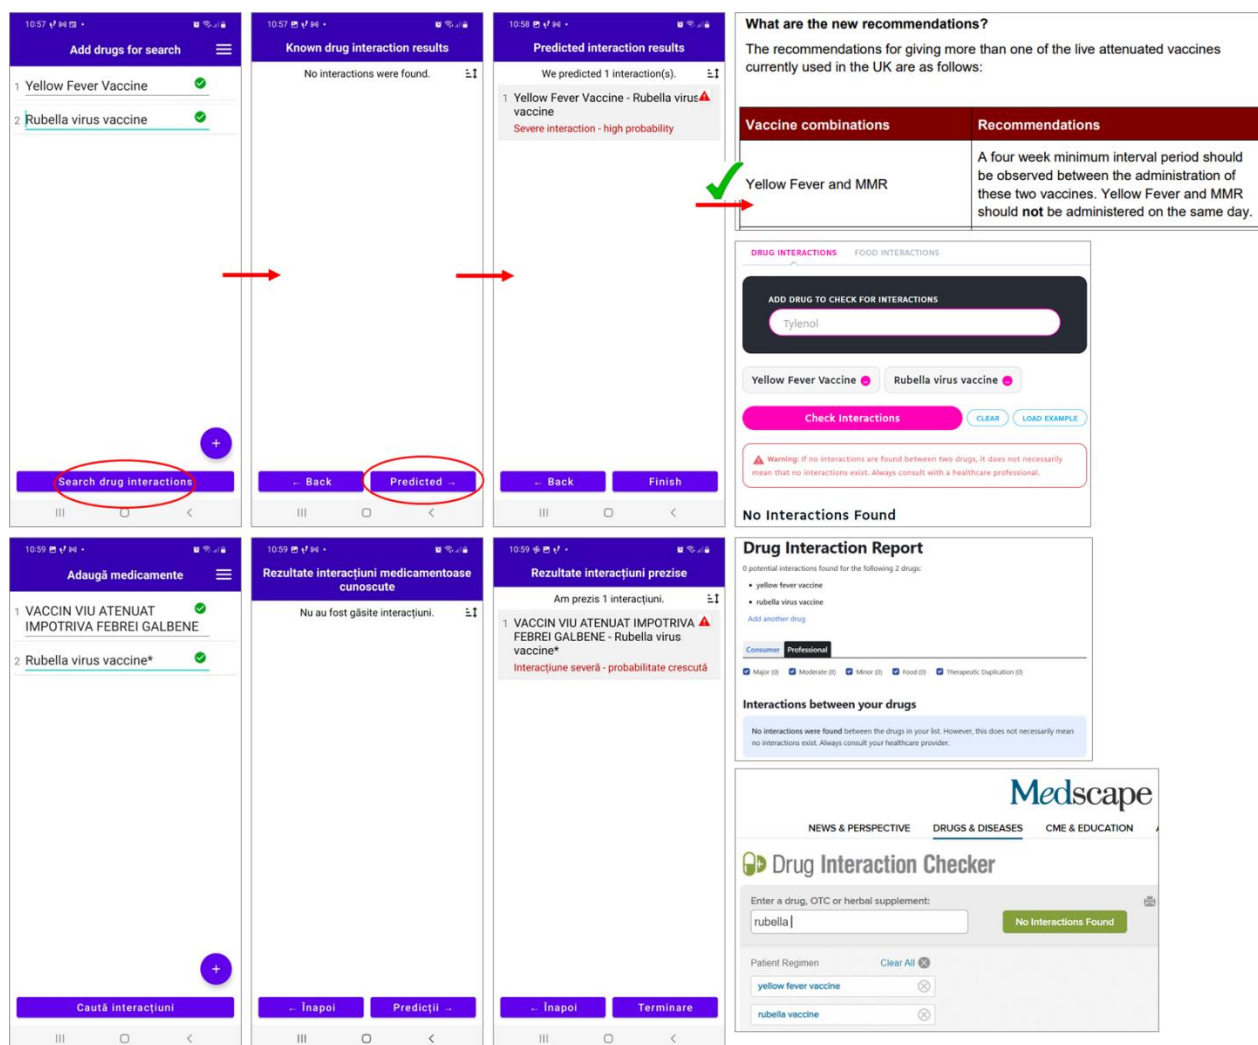 10:57
Add drugs for search
1 Yellow Fever Vaccine
2 Rubella virus vaccine
+
Search drug interactions
10:57
Known drug interaction results
No interactions were found.
← Back
Predicted →
10:58
Predicted interaction results
We predicted 1 interaction(s).
1 Yellow Fever Vaccine - Rubella virus
vaccine
Severe interaction - high probability
← Back
Finish
What are the new recommendations?
The recommendations for giving more than one of the live attenuated vaccines
currently used in the UK are as follows:
Vaccine combinations
Recommendations
Yellow Fever and MMR
A four week minimum interval period should
be observed between the administration of
these two vaccines. Yellow Fever and MMR
should not be administered on the same day.
DRUG INTERACTIONS FOOD INTERACTIONS
ADD DRUG TO CHECK FOR INTERACTIONS
Tylenol
Yellow Fever Vaccine
Rubella virus vaccine
Check Interactions
CLEAR
LOAD EXAMPLE
Warning: If no interactions are found between two drugs, it does not necessarily
mean that no interactions exist. Always consult with a healthcare professional.
No Interactions Found
10:59
Adaugă medicamente
1 VACCIN VIU ATENUAT
IMPOTRIVA FEBREI GALBENE
2 Rubella virus vaccine*
+
Caută interacțiuni
10:59
Rezultate interacțiuni medicamentoase
cunoscute
Nu au fost găsite interacțiuni.
← Înapoi
Predicții →
10:59
Rezultate interacțiuni prezise
Am prezis 1 interacțiuni.
1 VACCIN VIU ATENUAT IMPOTRIVA
FEBREI GALBENE - Rubella virus
vaccine*
Interacțiune severă - probabilitate crescută
← Înapoi
Terminare
Drug Interaction Report
0 potential interactions found for the following 2 drugs:
• yellow fever vaccine
• rubella virus vaccine
Add another drug
Consumer Professional
Major (0) Moderate (0) Minor (0) Food (0) Therapeutic Duplication (0)
Interactions between your drugs
No interactions were found between the drugs in your list. However, this does not necessarily mean
no interactions exist. Always consult your healthcare provider.
Medscape
NEWS & PERSPECTIVE DRUGS & DISEASES CME & EDUCATION
Drug Interaction Checker
Enter a drug, OTC or herbal supplement:
rubella
No Interactions Found
Patient Regimen
Clear All
yellow fever vaccine
rubella vaccine